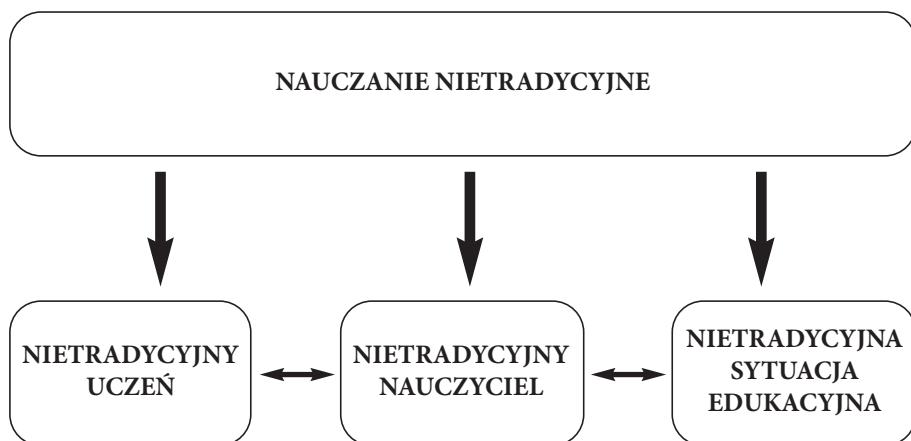 NAUCZANIE NIETRADYCYJNE
NIETRADYCYJNY
UCZEŃ
NIETRADYCYJNY
NAUCZYCIEL
NIETRADYCYJNA
SYTUACJA
EDUKACYJNA